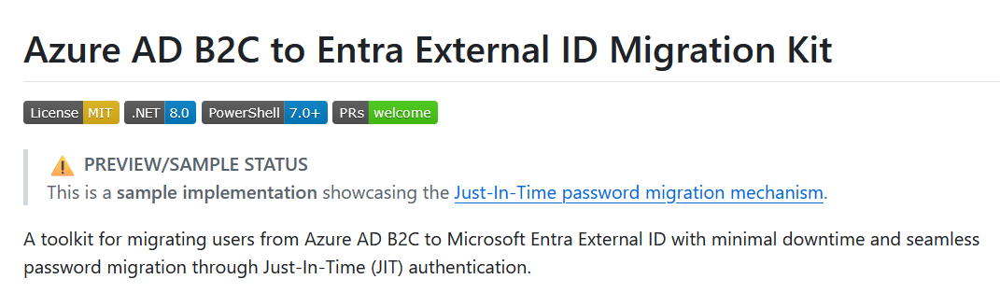 Azure AD B2C to Entra External ID Migration Kit
License MIT .NET 8.0 PowerShell 7.0+ PRs welcome
⚠️ PREVIEW/SAMPLE STATUS
This is a sample implementation showcasing the Just-In-Time password migration mechanism.
A toolkit for migrating users from Azure AD B2C to Microsoft Entra External ID with minimal downtime and seamless
password migration through Just-In-Time (JIT) authentication.